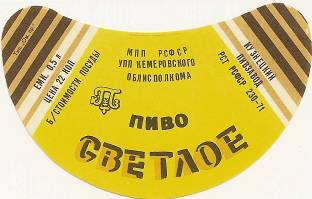 МПП РСФСР
УПП КЕМЕРОВСКОГО
ОБЛИСПОЛКОМА
ЕМК. 0,5 Л
ЦЕНА 22 КОП
Б/СТОИМОСТИ ПОСУДЫ
КУЗНЕЦКИЙ
ПИВЗАВОД
РСТ РСФСР 230-71
ПИВО
СВЕТЛОЕ